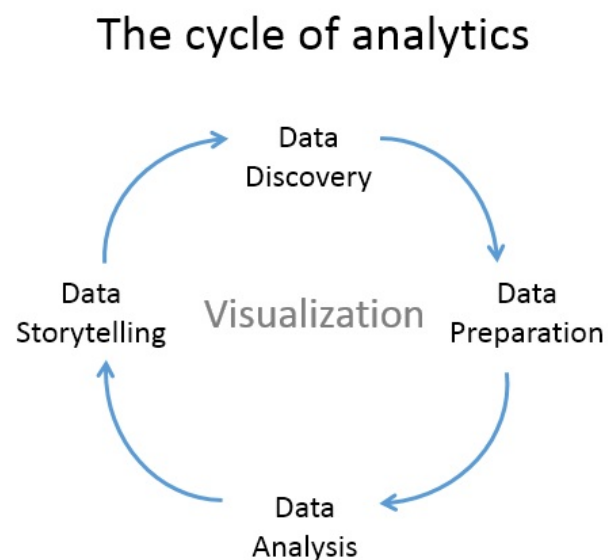 The cycle of analytics
Data
Discovery
Data
Preparation
Data
Analysis
Data
Storytelling
Visualization